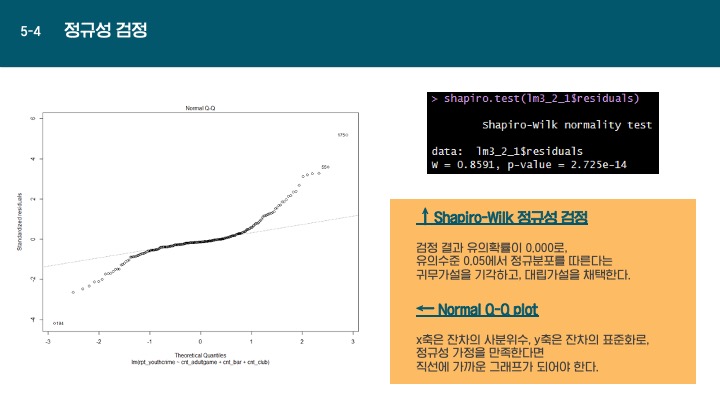 5-4 정규성 검정
Normal Q-Q
Standardized residuals
6
4
2
0
-2
-4
-3 -2 -1 0 1 2 3
Theoretical Quantiles
lm(rpt_youthcrime ~ cnt_adultgame + cnt_bar + cnt_club)
> shapiro.test(lm3_2_1$residuals)
Shapiro-Wilk normality test
data: lm3_2_1$residuals
W = 0.8591, p-value = 2.725e-14
↑ Shapiro-Wilk 정규성 검정
검정 결과 유의확률이 0.000로,
유의수준 0.05에서 정규분포를 따른다는
귀무가설을 기각하고, 대립가설을 채택한다.
← Normal Q-Q plot
x축은 잔차의 사분위수, y축은 잔차의 표준화로,
정규성 가정을 만족한다면
직선에 가까운 그래프가 되어야 한다.